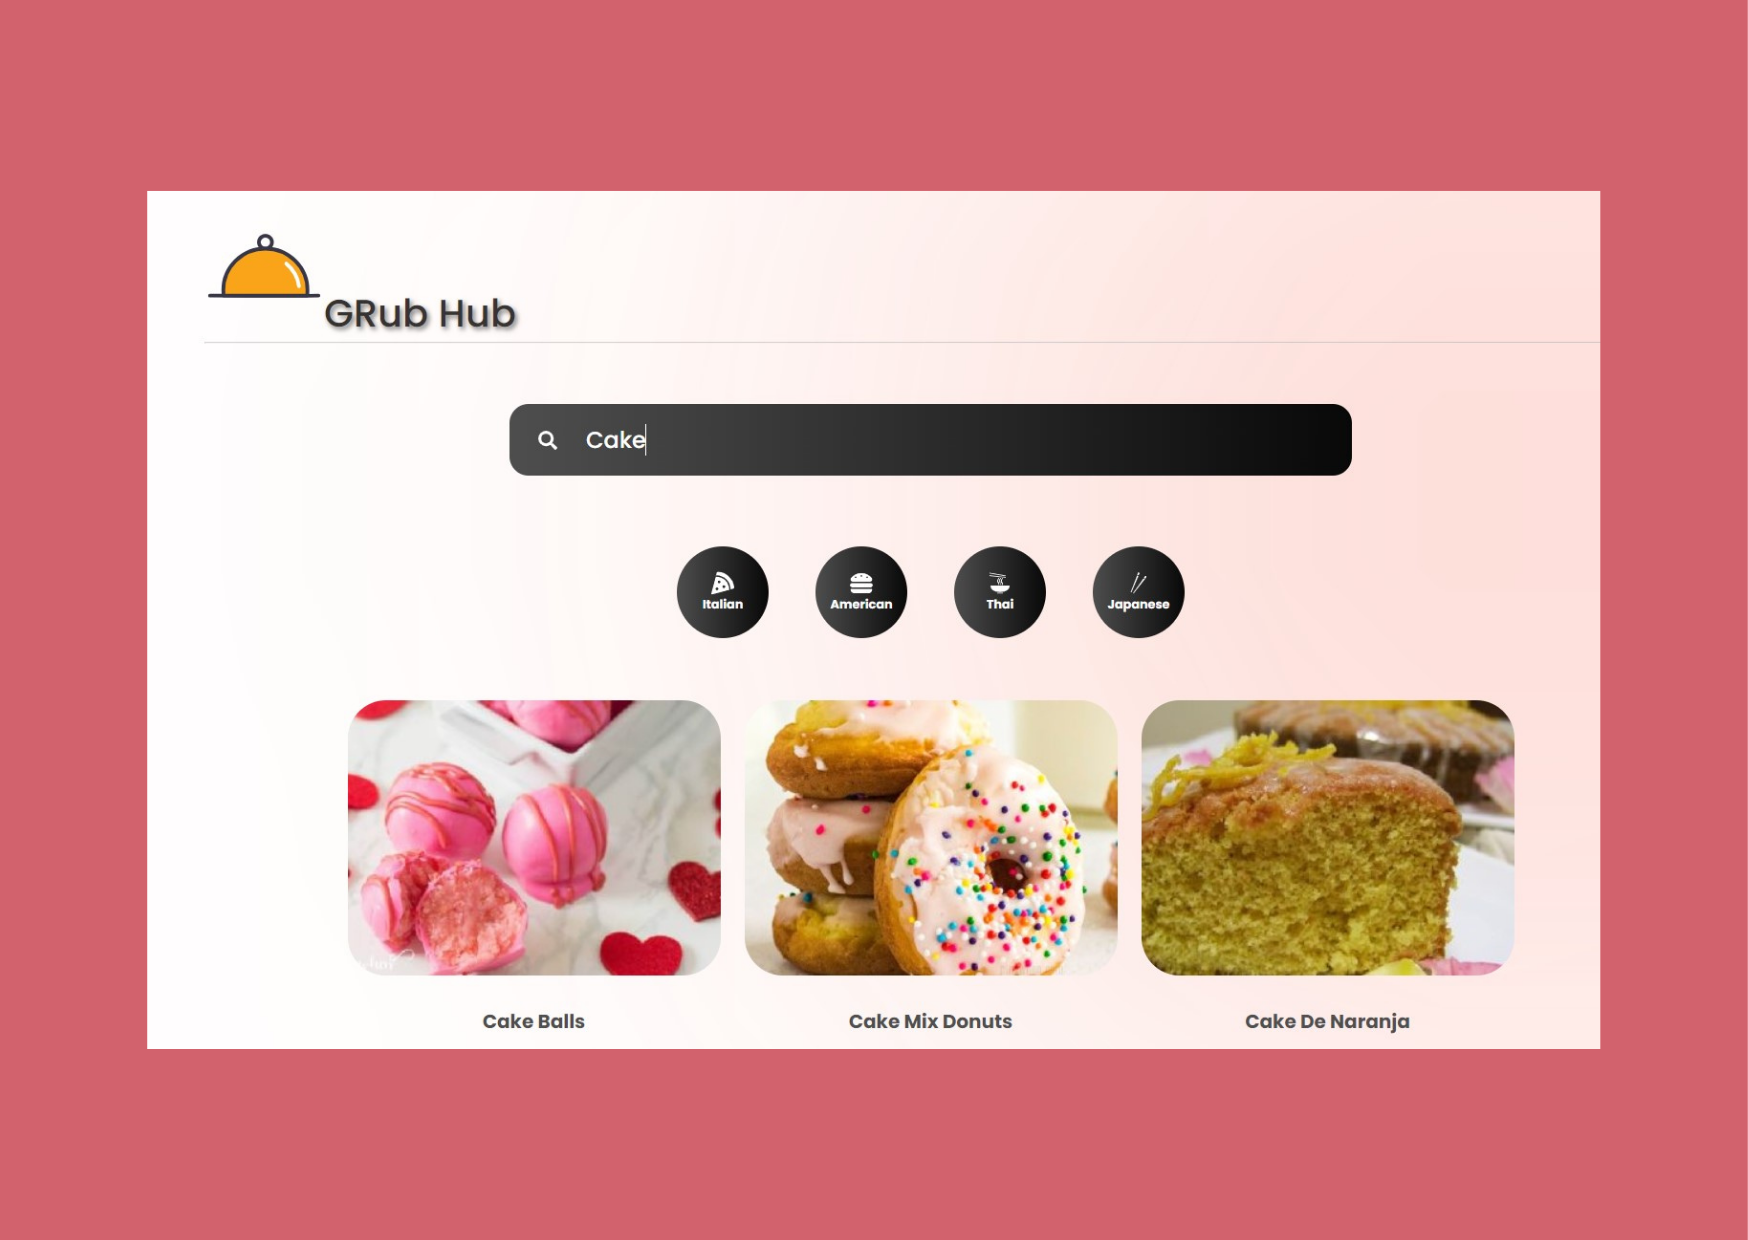 GRub Hub
Cake
Italian
American
Thai
Japanese
Cake Balls
Cake Mix Donuts
Cake De Naranja